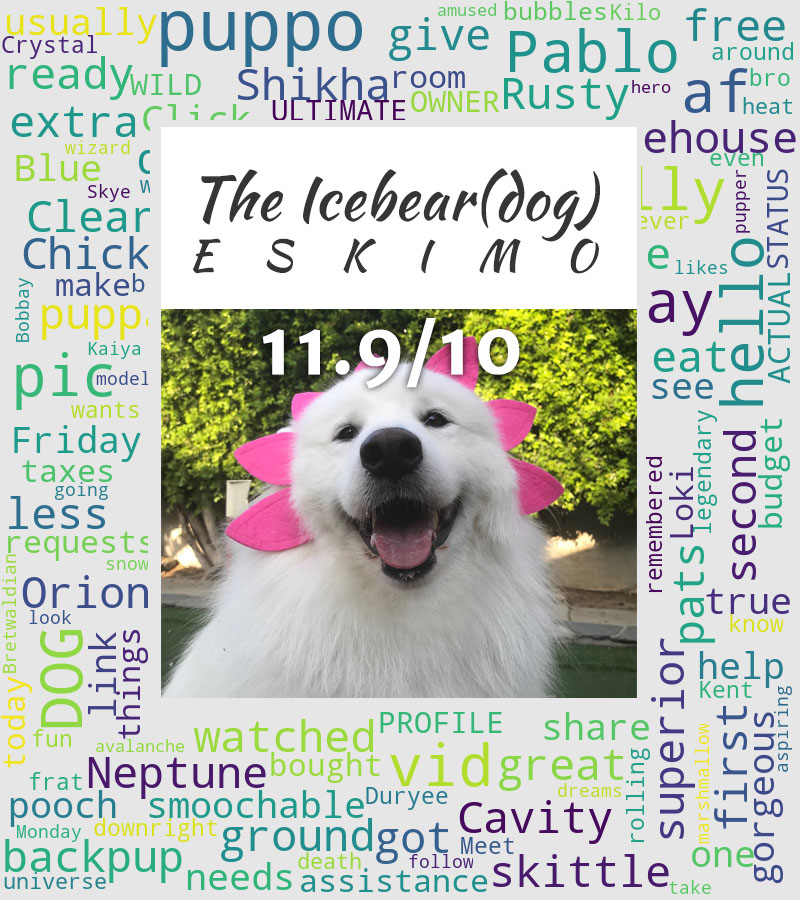 usually
puppo
amused
bubbles
Kilo
free
Crystal
give
Pablo
around
ready
WILD
Shikha
room
Rusty
hero
af
bro
heat
extra
Click
ULTIMATE
OWNER
ehouse
even
wizard
Blue
Skye
The Icebear(dog)
ESKIMO
11.9/10
lly
ever
pupper
STATUS
Clear
Chick
make
b
e
likes
hello
ACTUAL
Bobbay
puppa
ay
Kaiya
pic
model
eat
see
wants
Friday
taxes
going
less
requests
snow
legendary
budget
remembered
Loki
second
Bretwaldian
Orion
look
pats
true
know
DOG
link
things
today
fun
superior
help
Kent
aspiring
avalanche
watched
PROFILE
share
first
gorgeous
marshmallow
frat
Neptune
bought
vid
great
rolling
dreams
pooch
smoochable
Duryee
Cavity
Monday
downright
ground
got
Meet
one
backpup
death
follow
universe
needs
assistance
skittle
take